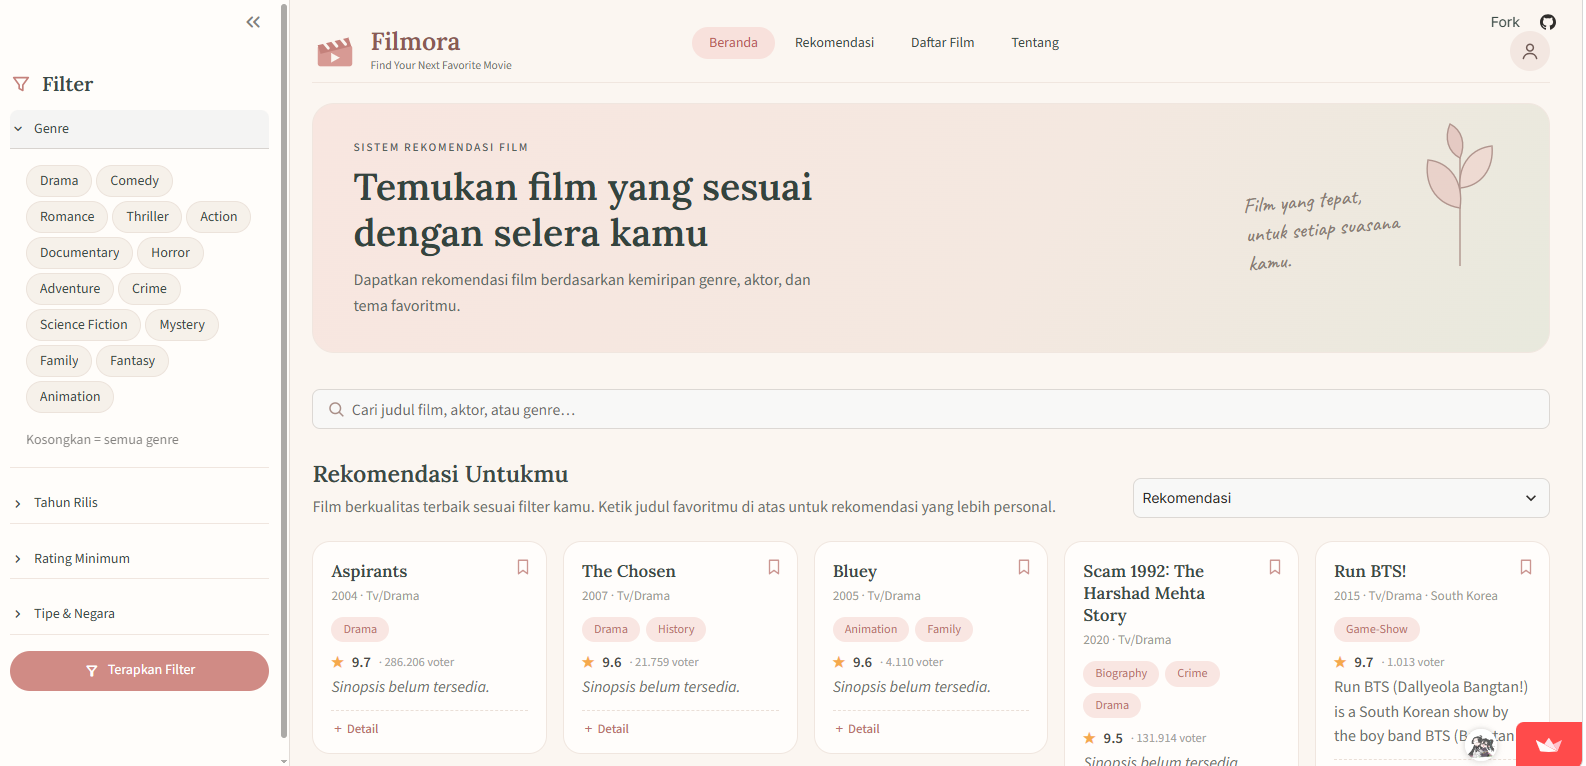 Fork
Filter
Genre
Drama
Comedy
Romance
Thriller
Action
Documentary
Horror
Adventure
Crime
Science Fiction
Mystery
Family
Fantasy
Animation
Kosongkan = semua genre
Tahun Rilis
Rating Minimum
Tipe & Negara
Terapkan Filter
Filmora
Find Your Next Favorite Movie
Beranda
Rekomendasi
Daftar Film
Tentang
SISTEM REKOMENDASI FILM
Temukan film yang sesuai
dengan selera kamu
Dapatkan rekomendasi film berdasarkan kemiripan genre, aktor, dan
tema favoritmu.
Film yang tepat,
untuk setiap suasana
kamu.
Cari judul film, aktor, atau genre…
Rekomendasi Untukmu
Film berkualitas terbaik sesuai filter kamu. Ketik judul favoritmu di atas untuk rekomendasi yang lebih personal.
Rekomendasi
Aspirants
2004 · Tv/Drama
Drama
9.7 · 286.206 voter
Sinopsis belum tersedia.
+ Detail
The Chosen
2007 · Tv/Drama
Drama
History
9.6 · 21.759 voter
Sinopsis belum tersedia.
+ Detail
Bluey
2005 · Tv/Drama
Animation
Family
9.6 · 4.110 voter
Sinopsis belum tersedia.
+ Detail
Scam 1992: The
Harshad Mehta
Story
2020 · Tv/Drama
Biography
Crime
Drama
9.5 · 131.914 voter
Sinopsis belum tersedia
Run BTS!
2015 · Tv/Drama · South Korea
Game-Show
9.7 · 1.013 voter
Run BTS (Dallyeola Bangtan!)
is a South Korean show by
the boy band BTS